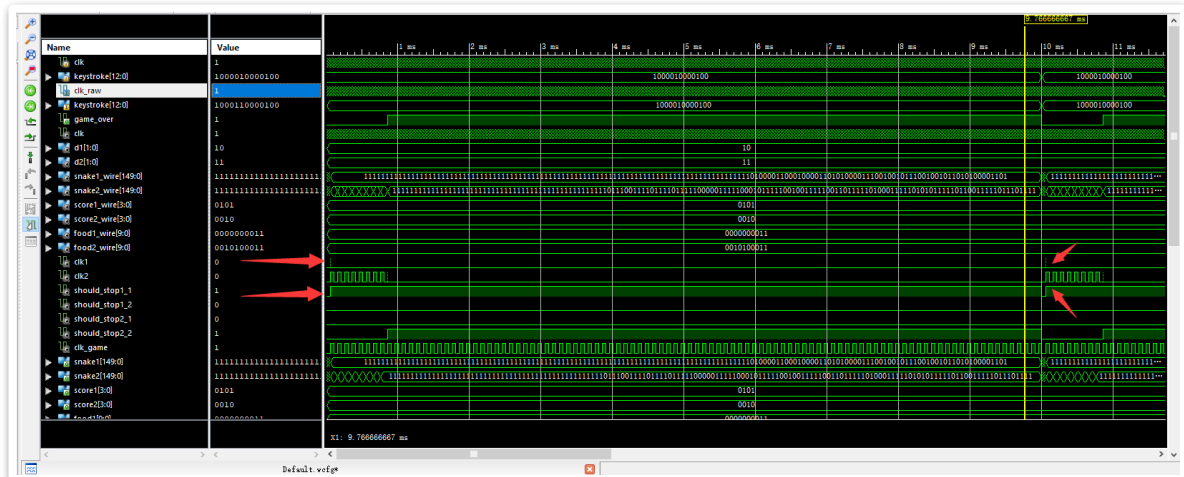 9.766666667 ms
Name Value
1 ms 2 ms 3 ms 4 ms 5 ms 6 ms 7 ms 8 ms 9 ms 10 ms 11 ms
clk 1
keystroke[12:0] 1000010000100 1000010000100 1000010000100
clk_raw 1
keystroke[12:0] 1000110000100 1000010000100 1000010000100
game_over 1
clk 1
d1[1:0] 10 10
d2[1:0] 11 11
snake1_wire[149:0]
snake2_wire[149:0]
score1_wire[3:0] 0101 0101
score2_wire[3:0] 0010 0010
food1_wire[9:0] 0000000011 0000000011
food2_wire[9:0] 0010100011 0010100011
clk1 0
clk2 0
should_stop1_1 1
should_stop1_2 0
should_stop2_1 0
should_stop2_2 1
clk_game 1
snake1[149:0]
snake2[149:0]
score1[3:0] 0101 0101
score2[3:0] 0010 0010
X1: 9.766666667 ms
Default.wcfg*